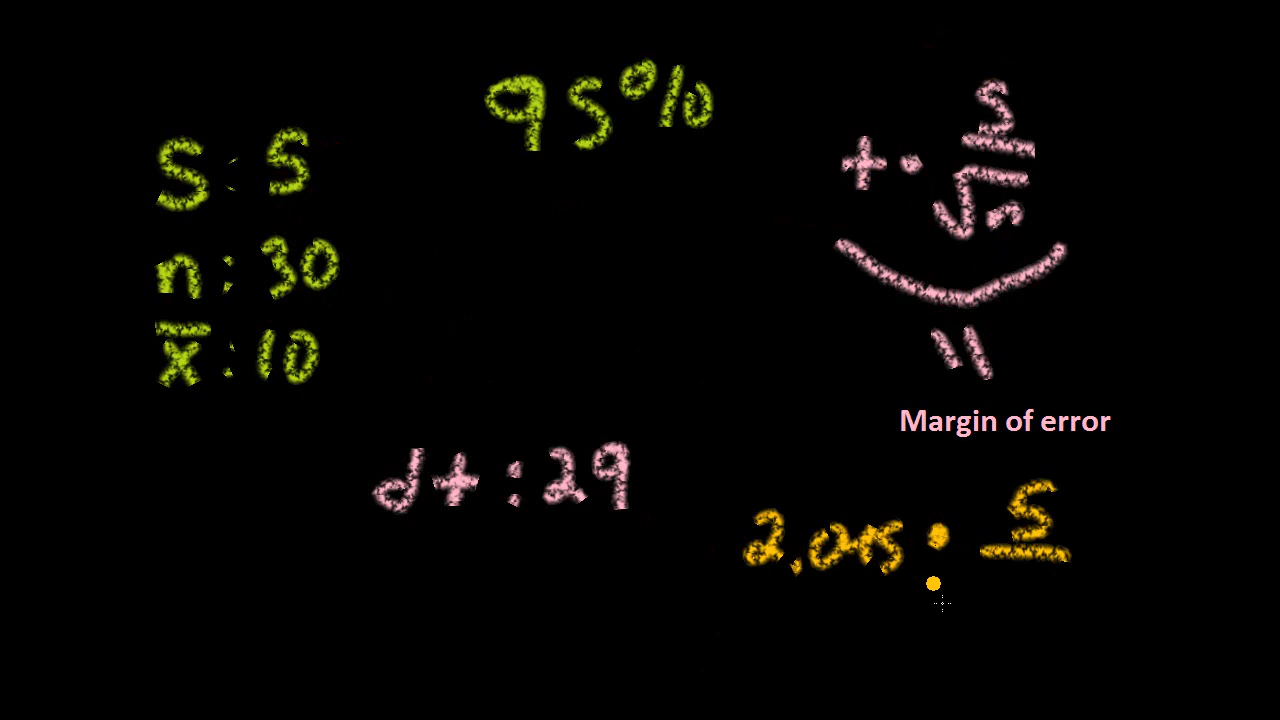 95%
S : 5
n : 30
x̄ : 10
t · s/√n
=
Margin of error
df : 29
2.045 · 5